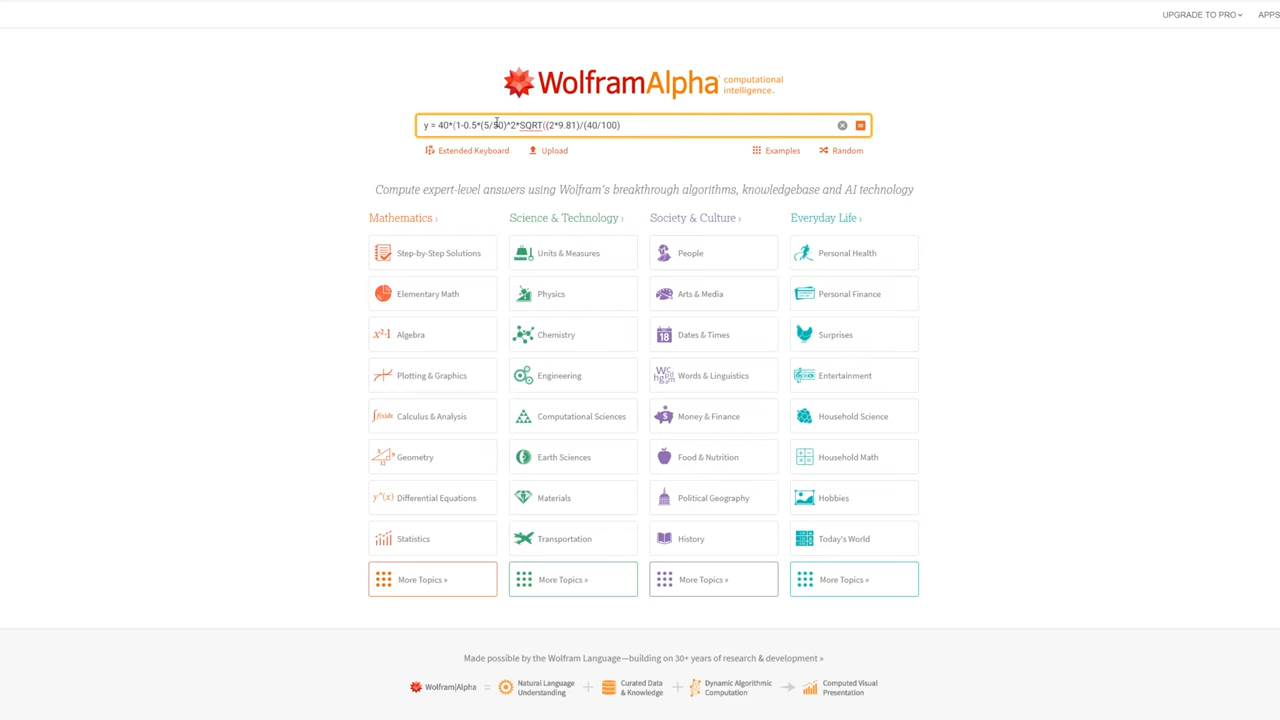 UPGRADE TO PRO
APPS
WolframAlpha computational intelligence.
y = 40*(1-0.5*(5/50)^2*SQRT((2*9.81)/(40/100)
Extended Keyboard
Upload
Examples
Random
Compute expert-level answers using Wolfram's breakthrough algorithms, knowledgebase and AI technology
Mathematics ›
Science & Technology ›
Society & Culture ›
Everyday Life ›
Step-by-Step Solutions
Units & Measures
People
Personal Health
Elementary Math
Physics
Arts & Media
Personal Finance
x²-1 Algebra
Chemistry
18 Dates & Times
Surprises
Plotting & Graphics
Engineering
Words & Linguistics
Entertainment
∫f(x)dx Calculus & Analysis
Computational Sciences
Money & Finance
Household Science
Geometry
Earth Sciences
Food & Nutrition
Household Math
y''(x) Differential Equations
Materials
Political Geography
Hobbies
Statistics
Transportation
History
Today's World
More Topics »
More Topics »
More Topics »
More Topics »
Made possible by the Wolfram Language—building on 30+ years of research & development »
Wolfram|Alpha =
Natural Language Understanding +
Curated Data & Knowledge +
Dynamic Algorithmic Computation
Computed Visual Presentation